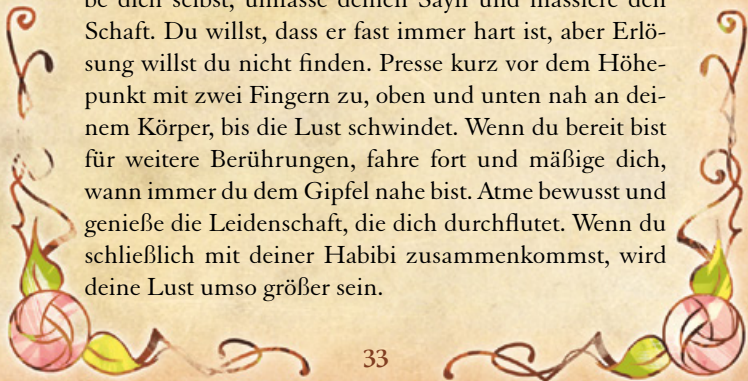 be dich selbst, umfasse deinen Sayh und massiere den
Schaft. Du willst, dass er fast immer hart ist, aber Erlö-
sung willst du nicht finden. Presse kurz vor dem Höhe-
punkt mit zwei Fingern zu, oben und unten nah an dei-
nem Körper, bis die Lust schwindet. Wenn du bereit bist
für weitere Berührungen, fahre fort und mäßige dich,
wann immer du dem Gipfel nahe bist. Atme bewusst und
genieße die Leidenschaft, die dich durchflutet. Wenn du
schließlich mit deiner Habibi zusammenkommst, wird
deine Lust umso größer sein.
33